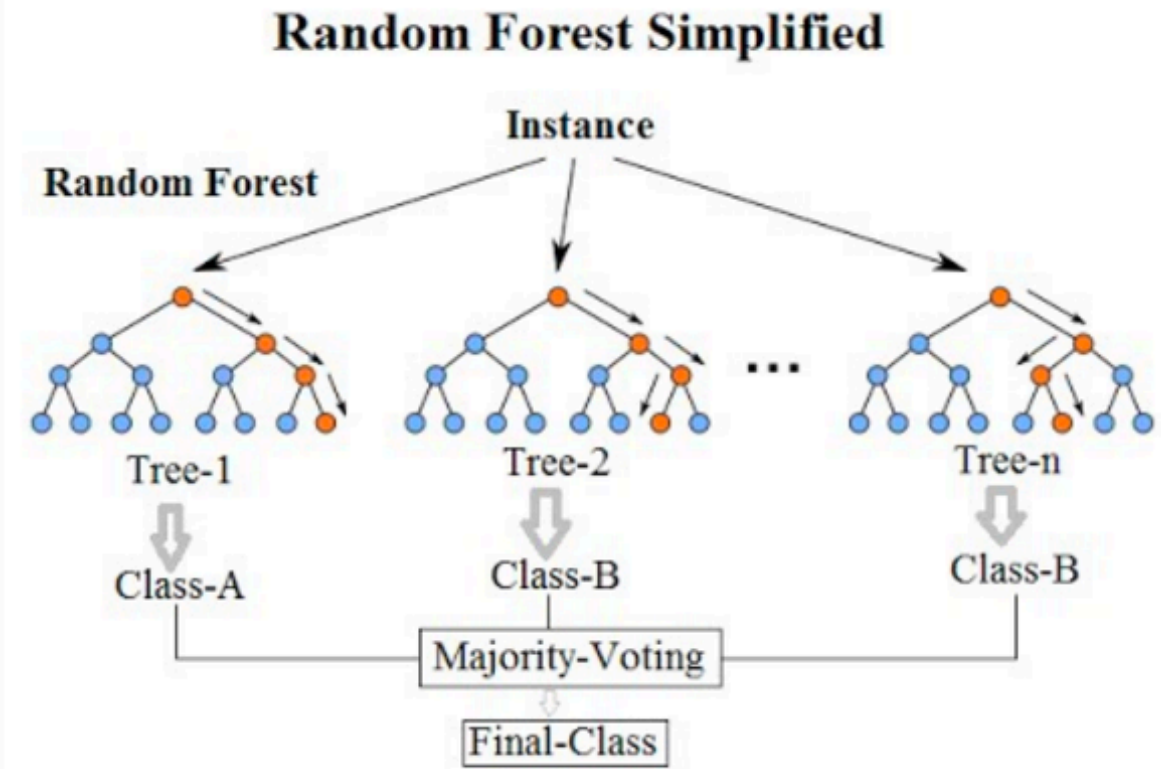 Random Forest Simplified
Instance
Random Forest
...
Tree-1
Tree-2
Tree-n
Class-A
Class-B
Class-B
Majority-Voting
Final-Class